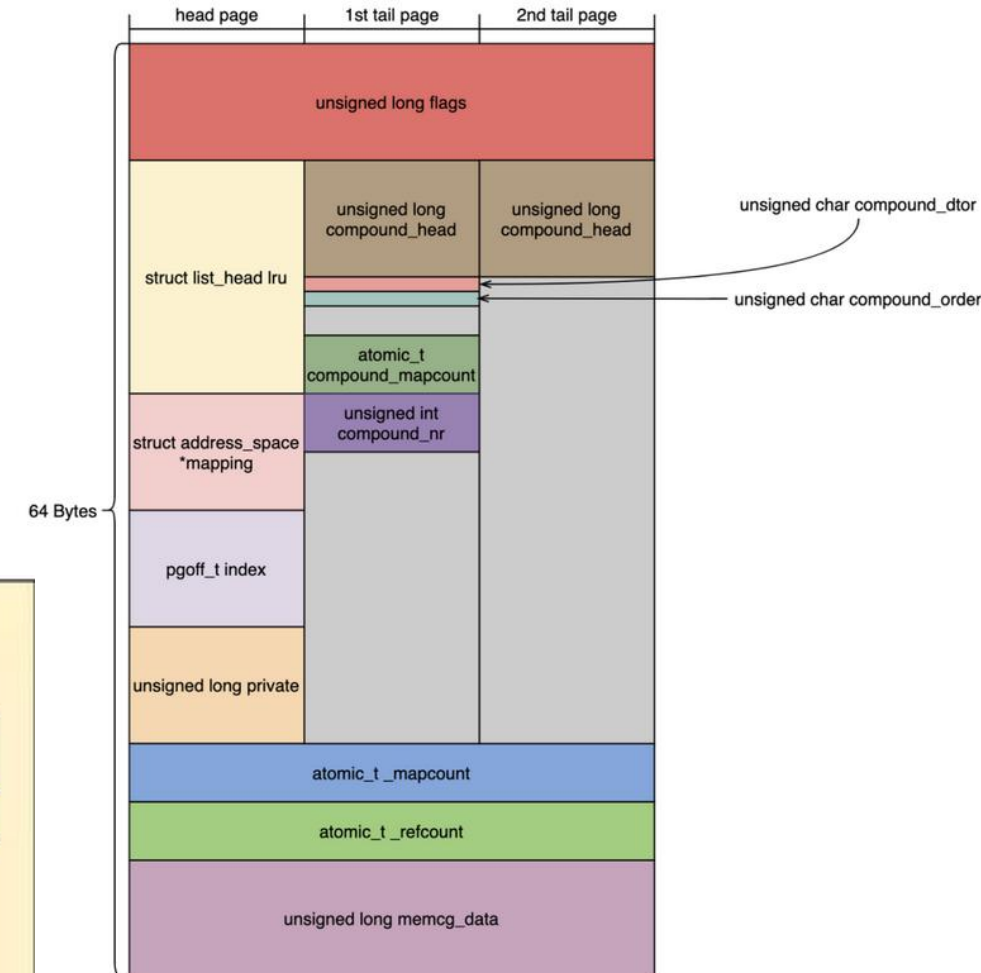 head page
1st tail page
2nd tail page
unsigned long flags
struct list_head lru
unsigned long
compound_head
unsigned long
compound_head
unsigned char compound_dtor
unsigned char compound_order
atomic_t
compound_mapcount
struct address_space
*mapping
unsigned int
compound_nr
64 Bytes
pgoff_t index
unsigned long private
atomic_t _mapcount
atomic_t _refcount
unsigned long memcg_data